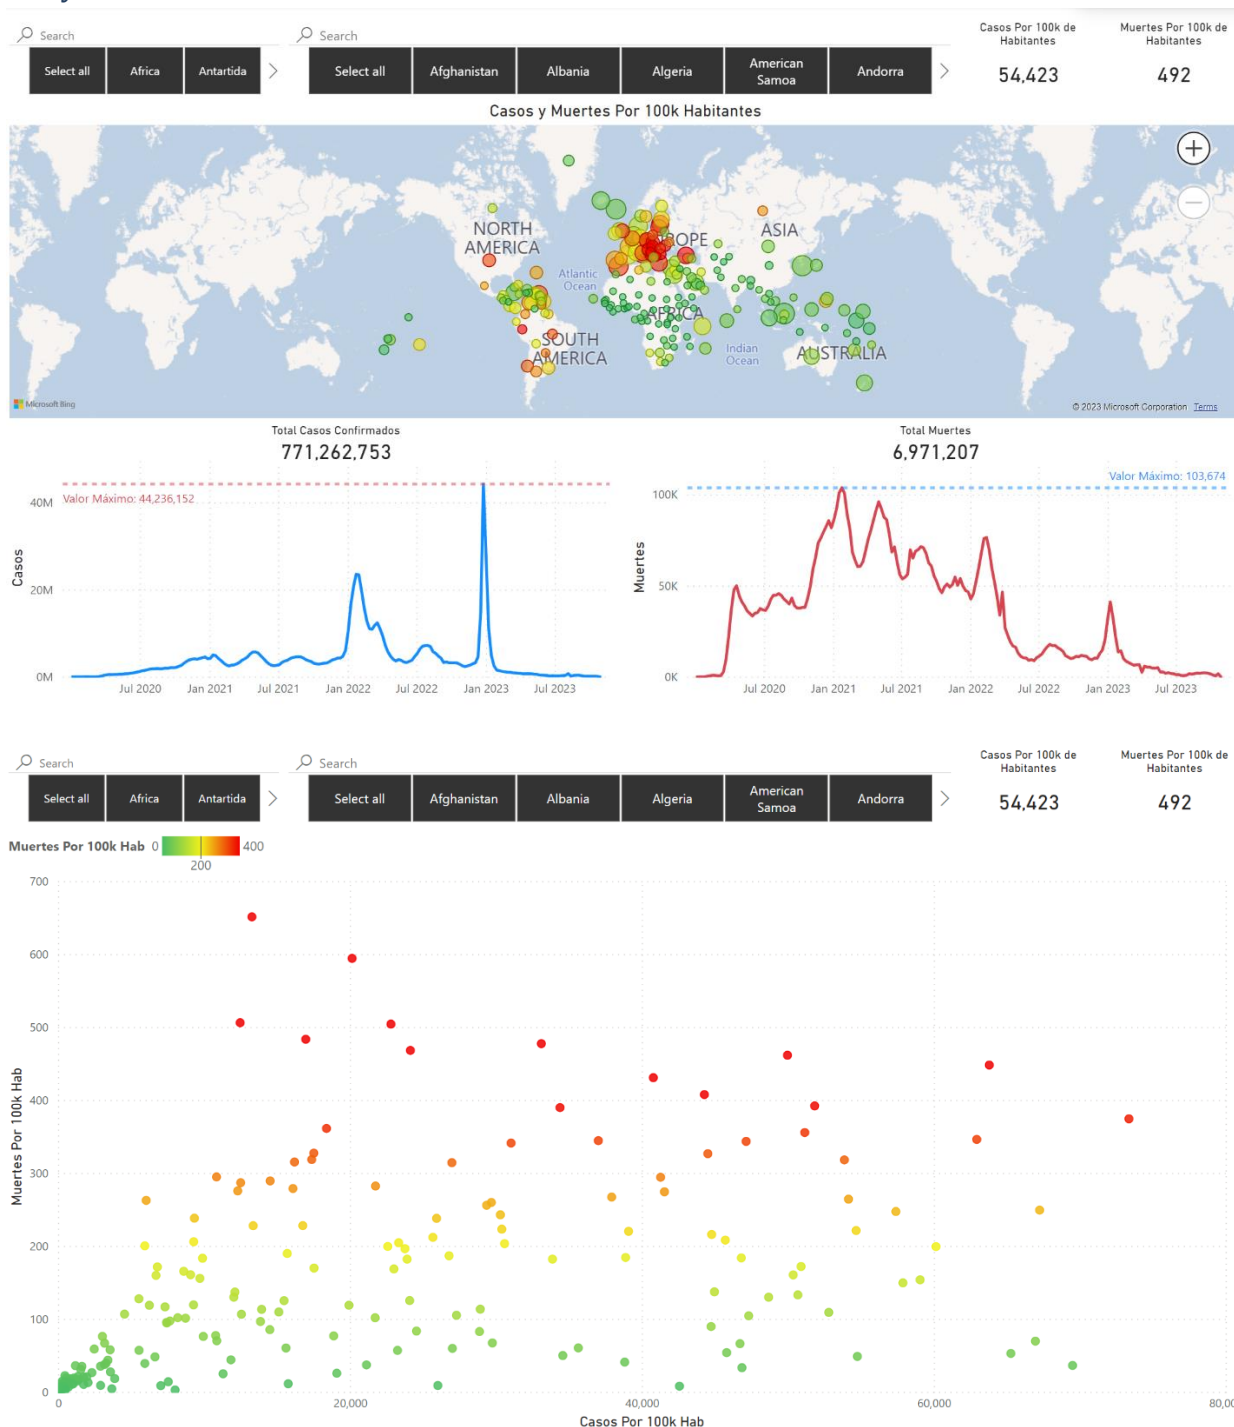 Search
Search
Casos Por 100k de
Habitantes
Muertes Por 100k de
Habitantes
Select all
Africa
Antartida
Select all
Afghanistan
Albania
Algeria
American
Samoa
Andorra
54,423
492
Casos y Muertes Por 100k Habitantes
NORTH
AMERICA
ASIA
Atlantic
Ocean
AFRICA
SOUTH
AMERICA
Indian
Ocean
AUSTRALIA
Microsoft Bing
© 2023 Microsoft Corporation Terms
Total Casos Confirmados
771,262,753
Total Muertes
6,971,207
Valor Máximo: 44,236,152
40M
20M
0M
Casos
Jul 2020
Jan 2021
Jul 2021
Jan 2022
Jul 2022
Jan 2023
Jul 2023
Valor Máximo: 103,674
100K
50K
0K
Muertes
Jul 2020
Jan 2021
Jul 2021
Jan 2022
Jul 2022
Jan 2023
Jul 2023
Search
Search
Casos Por 100k de
Habitantes
Muertes Por 100k de
Habitantes
Select all
Africa
Antartida
Select all
Afghanistan
Albania
Algeria
American
Samoa
Andorra
54,423
492
Muertes Por 100k Hab 0 400
200
700
600
500
400
300
200
100
0
Muertes Por 100k Hab
0
20,000
40,000
60,000
Casos Por 100k Hab